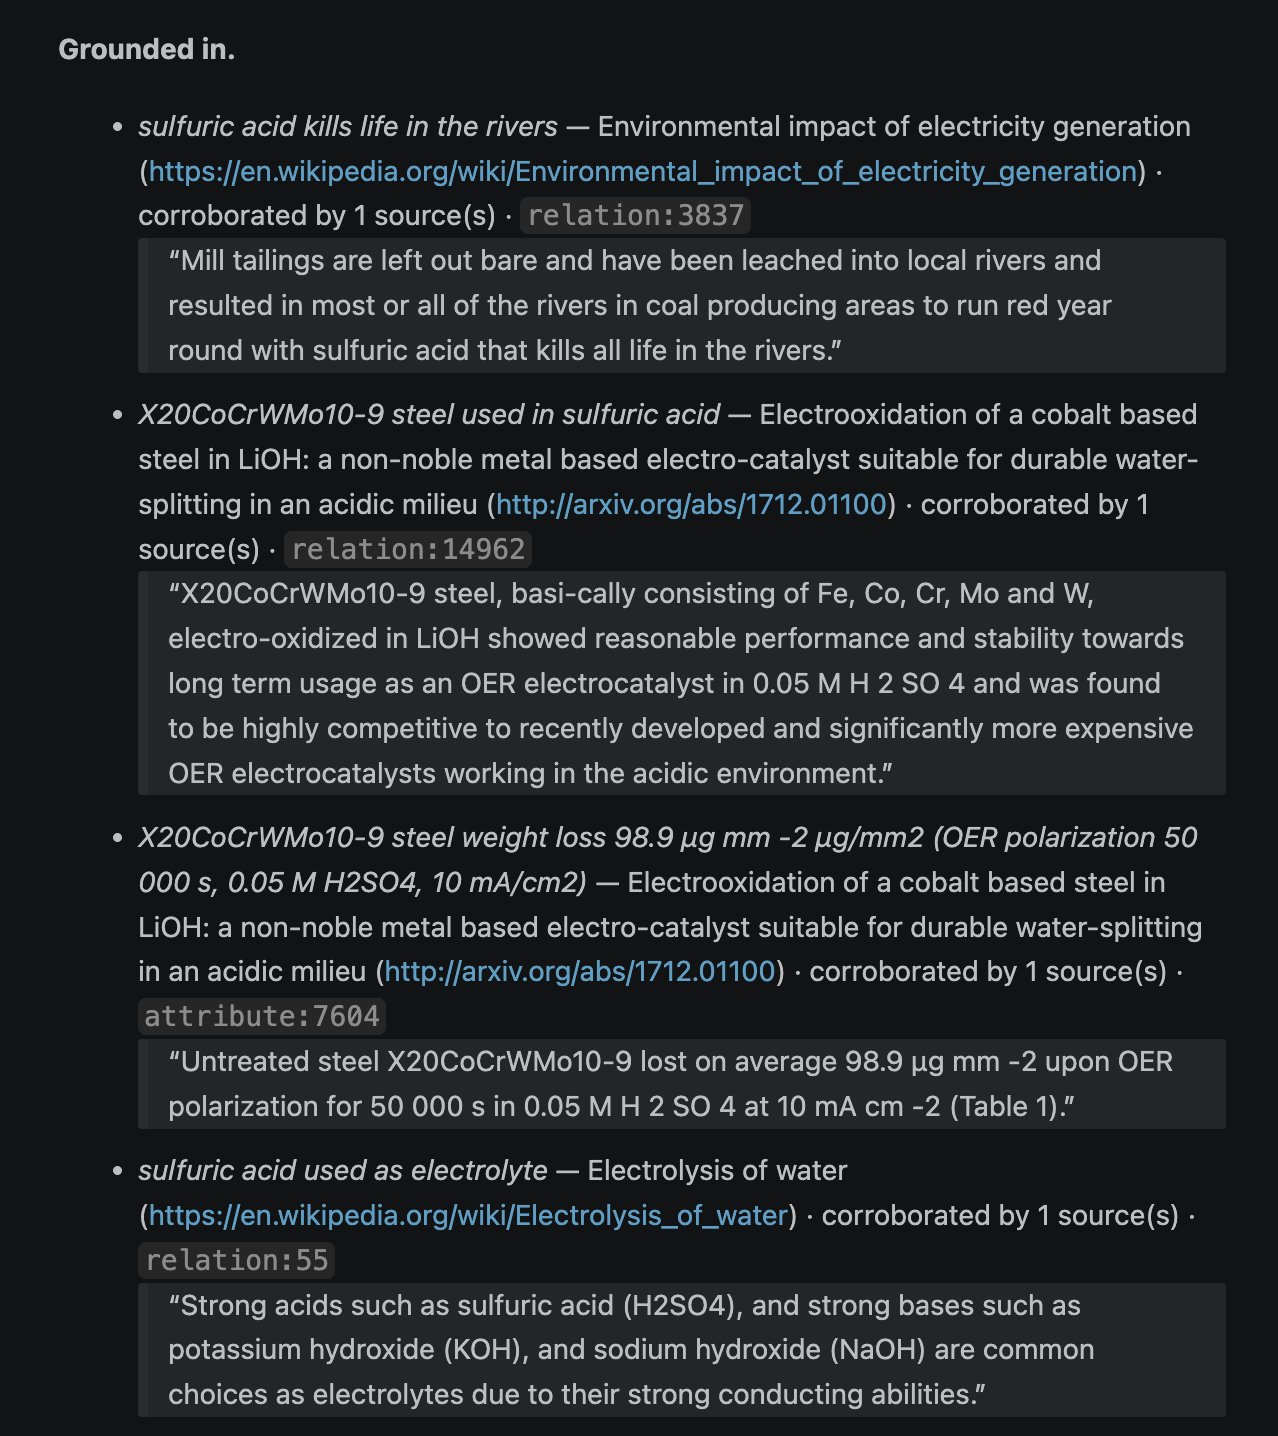 Grounded in.
• sulfuric acid kills life in the rivers — Environmental impact of electricity generation
(https://en.wikipedia.org/wiki/Environmental_impact_of_electricity_generation) ·
corroborated by 1 source(s) · relation:3837
“Mill tailings are left out bare and have been leached into local rivers and
resulted in most or all of the rivers in coal producing areas to run red year
round with sulfuric acid that kills all life in the rivers.”
• X20CoCrWMo10-9 steel used in sulfuric acid — Electrooxidation of a cobalt based
steel in LiOH: a non-noble metal based electro-catalyst suitable for durable water-
splitting in an acidic milieu (http://arxiv.org/abs/1712.01100) · corroborated by 1
source(s) · relation:14962
“X20CoCrWMo10-9 steel, basi-cally consisting of Fe, Co, Cr, Mo and W,
electro-oxidized in LiOH showed reasonable performance and stability towards
long term usage as an OER electrocatalyst in 0.05 M H 2 SO 4 and was found
to be highly competitive to recently developed and significantly more expensive
OER electrocatalysts working in the acidic environment.”
• X20CoCrWMo10-9 steel weight loss 98.9 μg mm -2 μg/mm2 (OER polarization 50
000 s, 0.05 M H2SO4, 10 mA/cm2) — Electrooxidation of a cobalt based steel in
LiOH: a non-noble metal based electro-catalyst suitable for durable water-splitting
in an acidic milieu (http://arxiv.org/abs/1712.01100) · corroborated by 1 source(s) ·
attribute:7604
“Untreated steel X20CoCrWMo10-9 lost on average 98.9 μg mm -2 upon OER
polarization for 50 000 s in 0.05 M H 2 SO 4 at 10 mA cm -2 (Table 1).”
• sulfuric acid used as electrolyte — Electrolysis of water
(https://en.wikipedia.org/wiki/Electrolysis_of_water) · corroborated by 1 source(s) ·
relation:55
“Strong acids such as sulfuric acid (H2SO4), and strong bases such as
potassium hydroxide (KOH), and sodium hydroxide (NaOH) are common
choices as electrolytes due to their strong conducting abilities.”